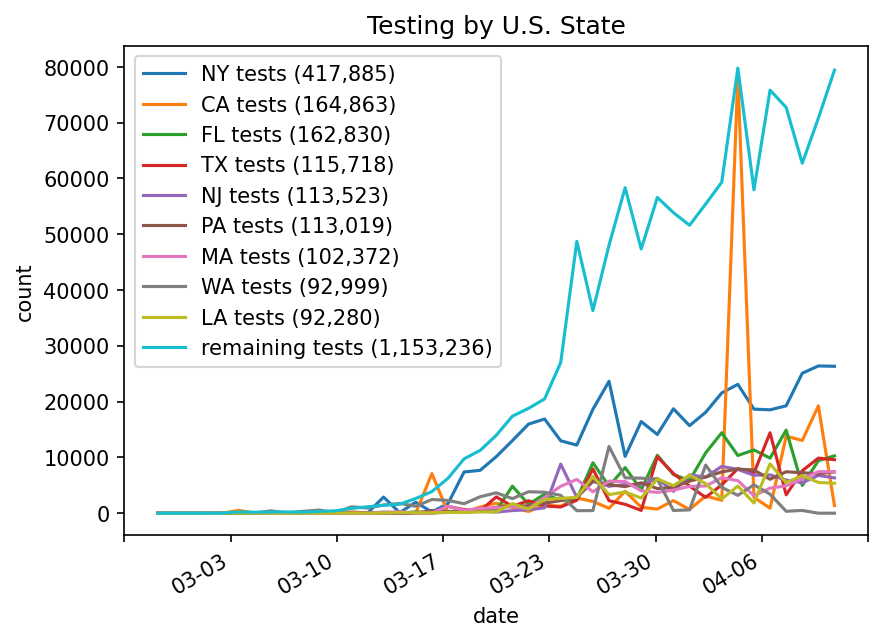 Testing by U.S. State
80000
70000
60000
50000
40000
30000
20000
10000
0
count
NY tests (417,885)
CA tests (164,863)
FL tests (162,830)
TX tests (115,718)
NJ tests (113,523)
PA tests (113,019)
MA tests (102,372)
WA tests (92,999)
LA tests (92,280)
remaining tests (1,153,236)
03-03
03-10
03-17
03-23
03-30
04-06
date